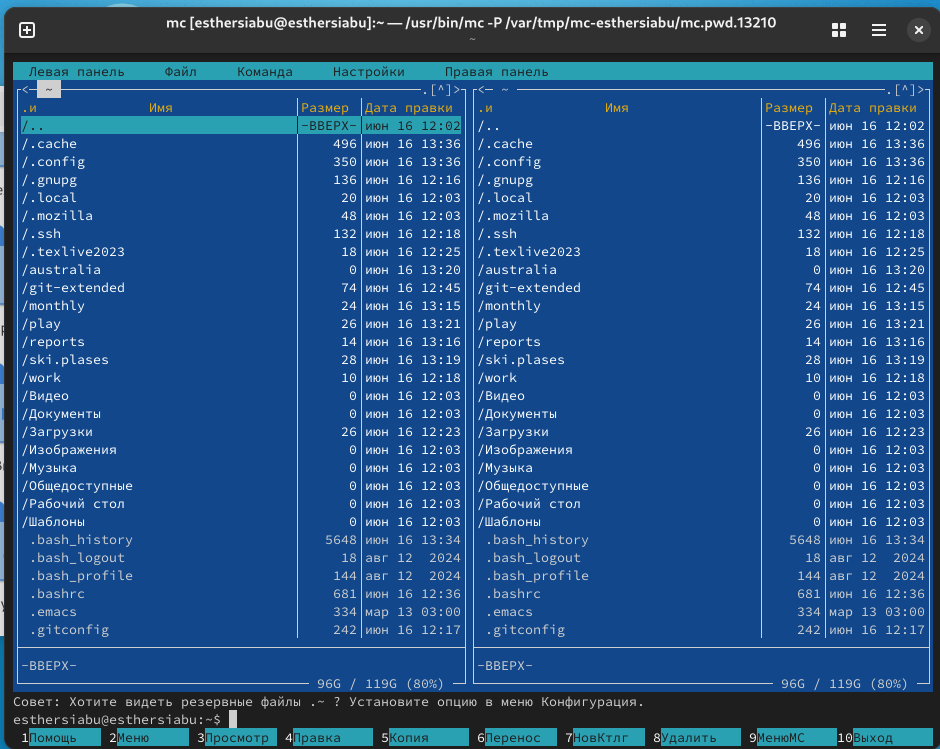 mc [esthersiabu@esthersiabu]:~ — /usr/bin/mc -P /var/tmp/mc-esthersiabu/mc.pwd.13210
~
Левая панель Файл Команда Настройки Правая панель
<─ ~ .[^]> <─ ~ .[^]>
.и Имя Размер Дата правки .и Имя Размер Дата правки
/.. -ВВЕРХ- июн 16 12:02 /.. -ВВЕРХ- июн 16 12:02
/.cache 496 июн 16 13:36 /.cache 496 июн 16 13:36
/.config 350 июн 16 13:36 /.config 350 июн 16 13:36
/.gnupg 136 июн 16 12:16 /.gnupg 136 июн 16 12:16
/.local 20 июн 16 12:03 /.local 20 июн 16 12:03
/.mozilla 48 июн 16 12:03 /.mozilla 48 июн 16 12:03
/.ssh 132 июн 16 12:18 /.ssh 132 июн 16 12:18
/.texlive2023 18 июн 16 12:25 /.texlive2023 18 июн 16 12:25
/australia 0 июн 16 13:20 /australia 0 июн 16 13:20
/git-extended 74 июн 16 12:45 /git-extended 74 июн 16 12:45
/monthly 24 июн 16 13:15 /monthly 24 июн 16 13:15
/play 26 июн 16 13:21 /play 26 июн 16 13:21
/reports 14 июн 16 13:16 /reports 14 июн 16 13:16
/ski.plases 28 июн 16 13:19 /ski.plases 28 июн 16 13:19
/work 10 июн 16 12:18 /work 10 июн 16 12:18
/Видео 0 июн 16 12:03 /Видео 0 июн 16 12:03
/Документы 0 июн 16 12:03 /Документы 0 июн 16 12:03
/Загрузки 26 июн 16 12:23 /Загрузки 26 июн 16 12:23
/Изображения 0 июн 16 12:03 /Изображения 0 июн 16 12:03
/Музыка 0 июн 16 12:03 /Музыка 0 июн 16 12:03
/Общедоступные 0 июн 16 12:03 /Общедоступные 0 июн 16 12:03
/Рабочий стол 0 июн 16 12:03 /Рабочий стол 0 июн 16 12:03
/Шаблоны 0 июн 16 12:03 /Шаблоны 0 июн 16 12:03
.bash_history 5648 июн 16 13:34 .bash_history 5648 июн 16 13:34
.bash_logout 18 авг 12 2024 .bash_logout 18 авг 12 2024
.bash_profile 144 авг 12 2024 .bash_profile 144 авг 12 2024
.bashrc 681 июн 16 12:36 .bashrc 681 июн 16 12:36
.emacs 334 мар 13 03:00 .emacs 334 мар 13 03:00
.gitconfig 242 июн 16 12:17 .gitconfig 242 июн 16 12:17
-ВВЕРХ- -ВВЕРХ-
96G / 119G (80%) 96G / 119G (80%)
Совет: Хотите видеть резервные файлы .~ ? Установите опцию в меню Конфигурация.
esthersiabu@esthersiabu:~$
1Помощь 2Меню 3Просмотр 4Правка 5Копия 6Перенос 7НовКтлг 8Удалить 9МенюМС 10Выход